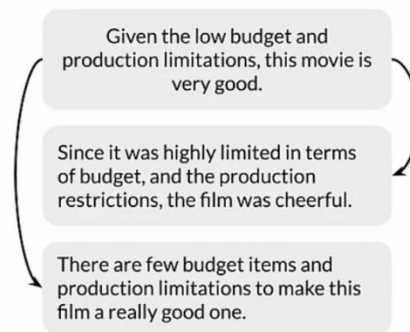 Given the low budget and
production limitations, this movie is
very good.
Since it was highly limited in terms
of budget, and the production
restrictions, the film was cheerful.
There are few budget items and
production limitations to make this
film a really good one.